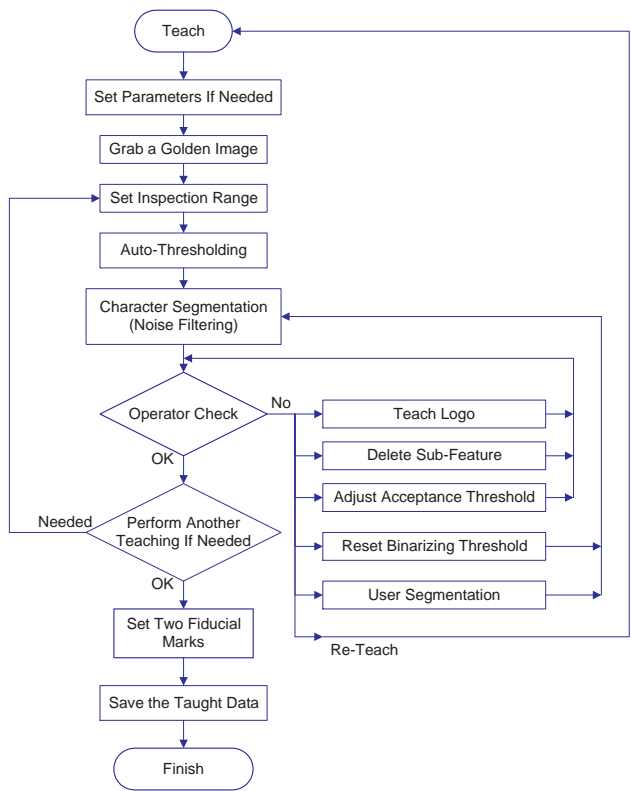 Teach
Set Parameters If Needed
Grab a Golden Image
Set Inspection Range
Auto-Thresholding
Character Segmentation
(Noise Filtering)
Operator Check
No
Teach Logo
Delete Sub-Feature
OK
Adjust Acceptance Threshold
Needed
Perform Another
Teaching If Needed
Reset Binarizing Threshold
OK
User Segmentation
Set Two Fiducial
Marks
Re-Teach
Save the Taught Data
Finish